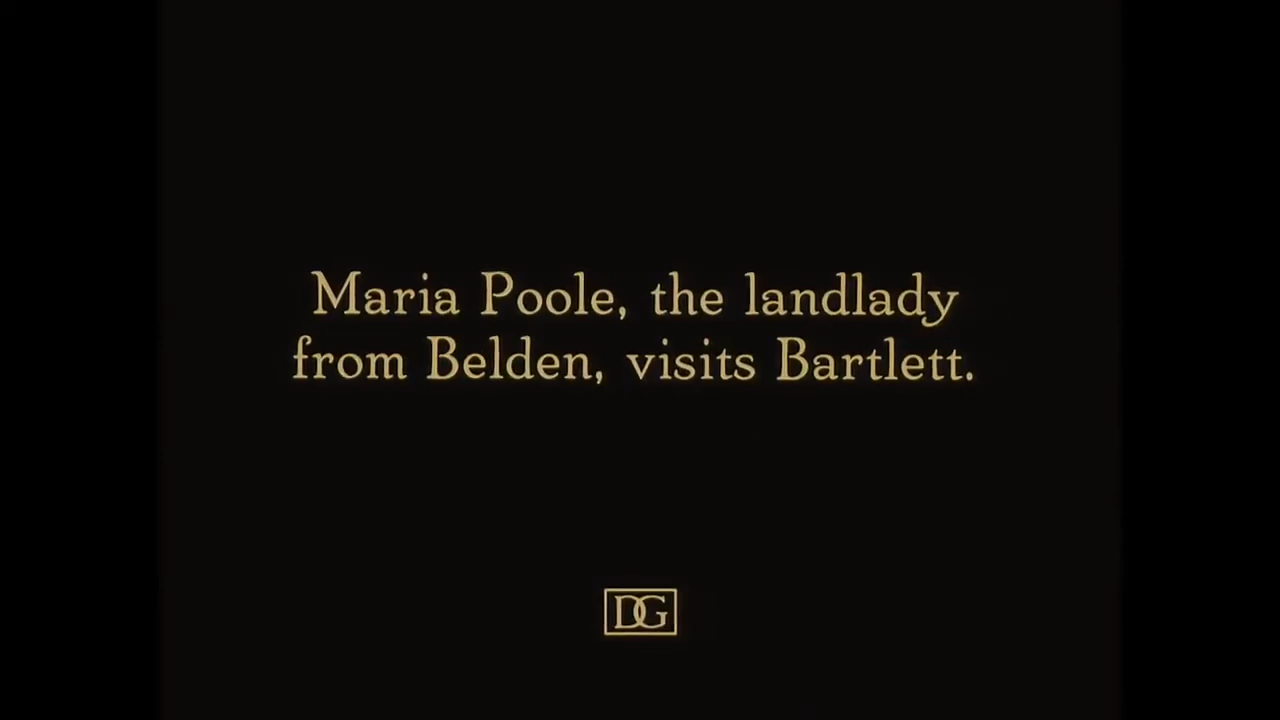 Maria Poole, the landlady
from Belden, visits Bartlett.
DG